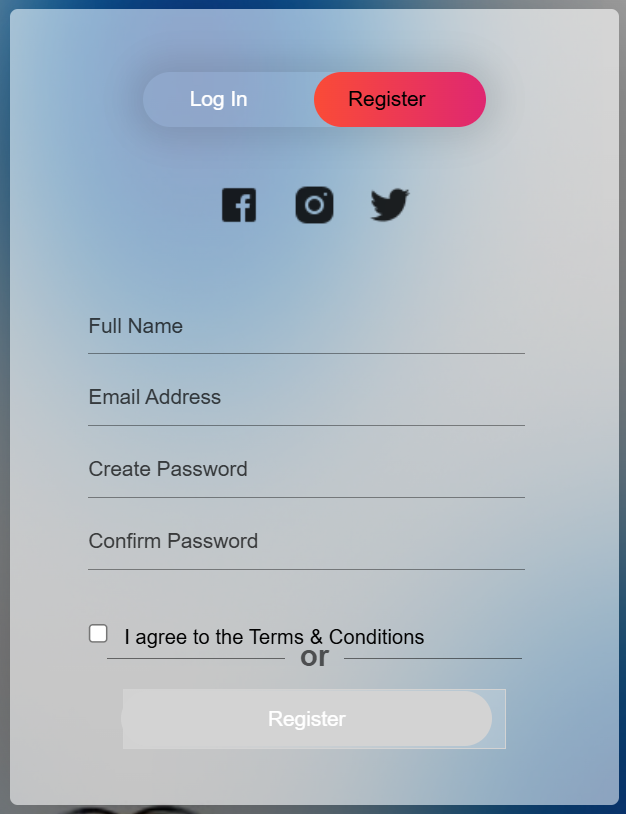 Log In Register
Full Name
Email Address
Create Password
Confirm Password
I agree to the Terms & Conditions
or
Register